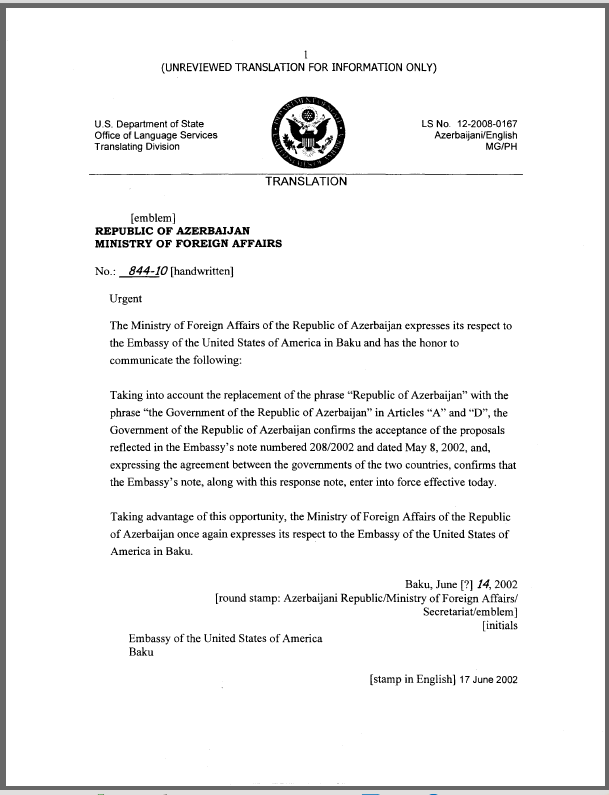 1
(UNREVIEWED TRANSLATION FOR INFORMATION ONLY)
U.S. Department of State
Office of Language Services
Translating Division
LS No. 12-2008-0167
Azerbaijani/English
MG/PH
TRANSLATION
[emblem]
REPUBLIC OF AZERBAIJAN
MINISTRY OF FOREIGN AFFAIRS
No.: 844-10 [handwritten]
Urgent
The Ministry of Foreign Affairs of the Republic of Azerbaijan expresses its respect to
the Embassy of the United States of America in Baku and has the honor to
communicate the following:
Taking into account the replacement of the phrase “Republic of Azerbaijan” with the
phrase “the Government of the Republic of Azerbaijan” in Articles “A” and “D”, the
Government of the Republic of Azerbaijan confirms the acceptance of the proposals
reflected in the Embassy’s note numbered 208/2002 and dated May 8, 2002, and,
expressing the agreement between the governments of the two countries, confirms that
the Embassy’s note, along with this response note, enter into force effective today.
Taking advantage of this opportunity, the Ministry of Foreign Affairs of the Republic
of Azerbaijan once again expresses its respect to the Embassy of the United States of
America in Baku.
Baku, June [?] 14, 2002
[round stamp: Azerbaijani Republic/Ministry of Foreign Affairs/
Secretariat/emblem]
[initials
Embassy of the United States of America
Baku
[stamp in English] 17 June 2002